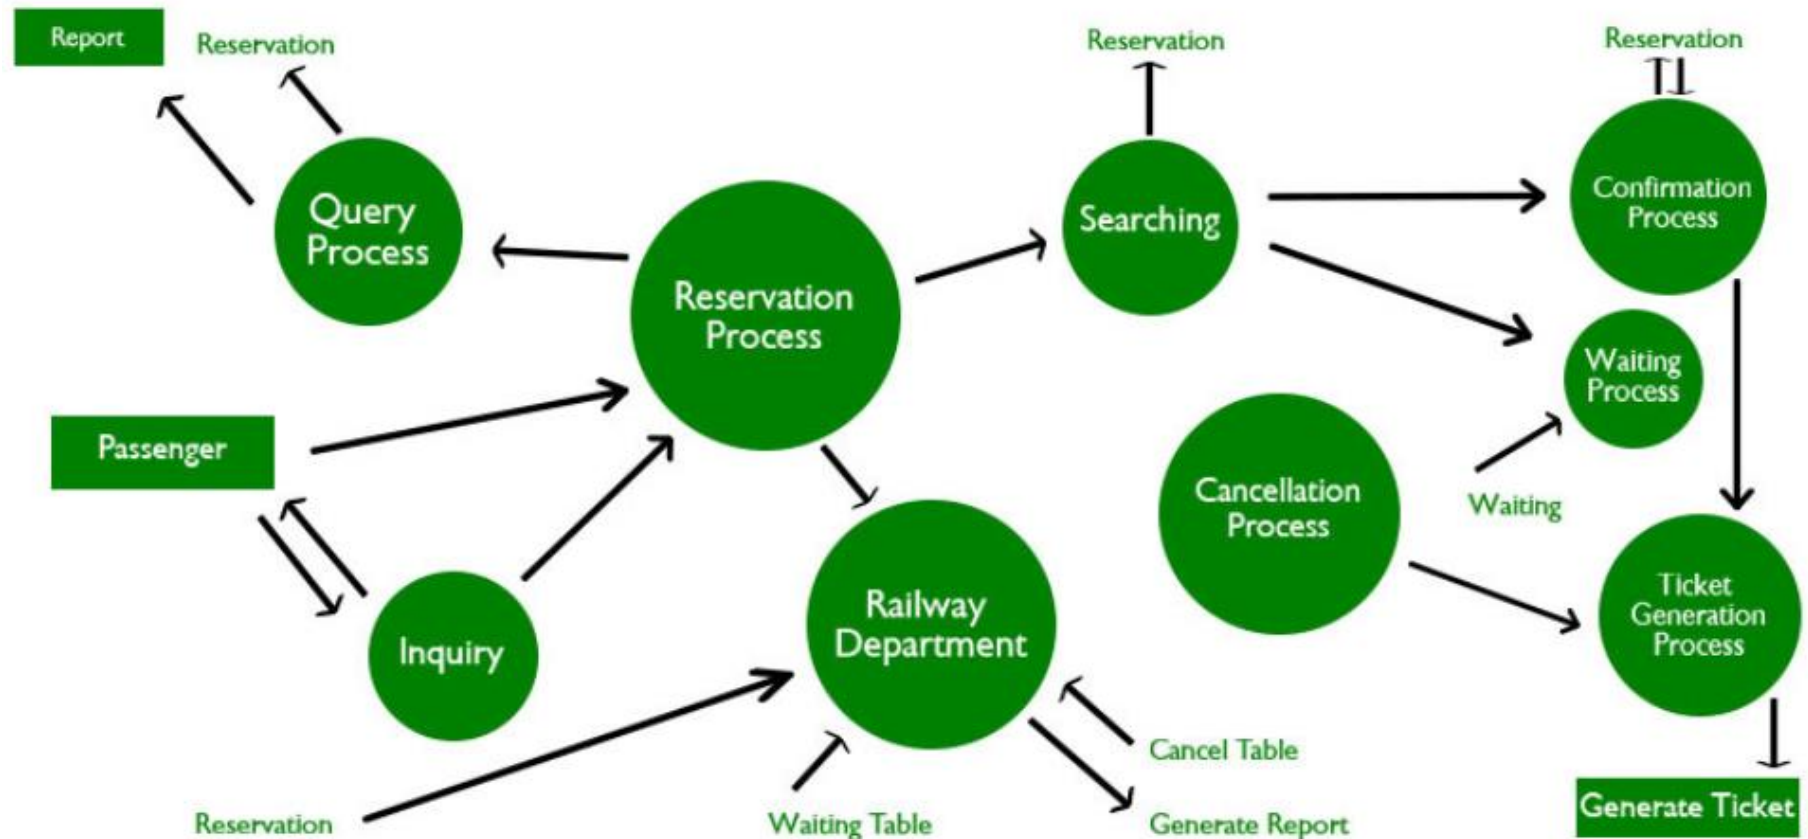 Report
Reservation
Reservation
Reservation
Query
Process
Searching
Confirmation
Process
Reservation
Process
Waiting
Process
Passenger
Cancellation
Process
Waiting
Railway
Department
Ticket
Generation
Process
Inquiry
Cancel Table
Reservation
Waiting Table
Generate Report
Generate Ticket